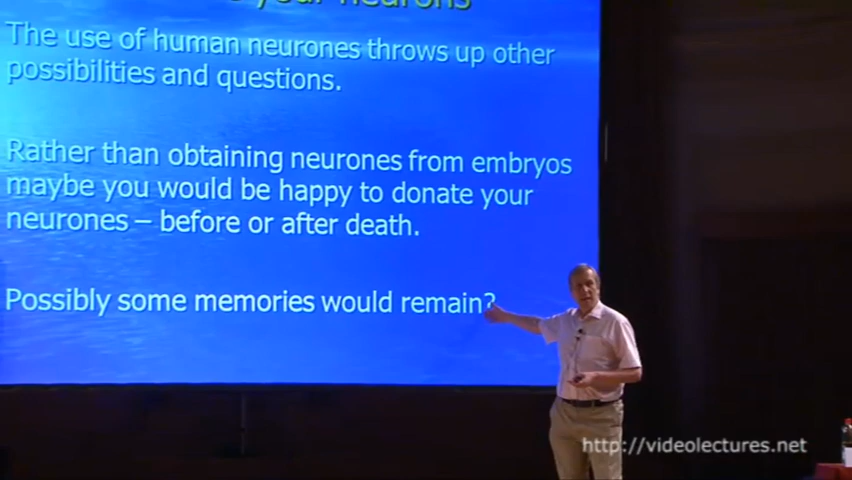 your neurons
The use of human neurones throws up other
possibilities and questions.
Rather than obtaining neurones from embryos
maybe you would be happy to donate your
neurones – before or after death.
Possibly some memories would remain?
http://videolectures.net